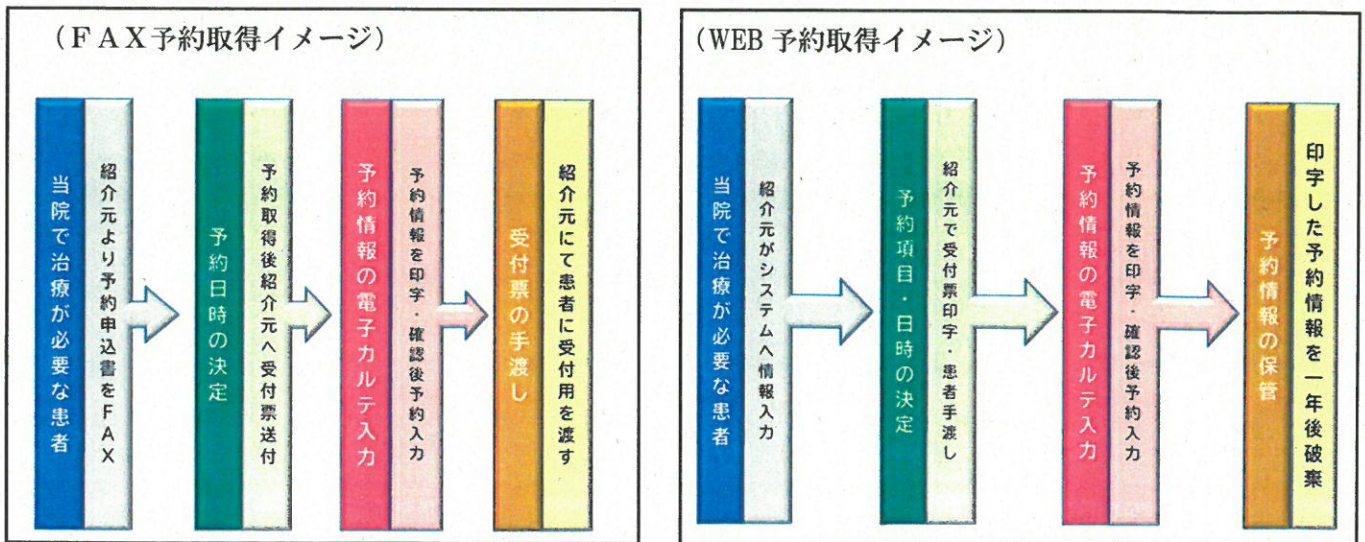 (ＦＡＸ予約取得イメージ)
当院で治療が必要な患者
紹介元より予約申込書をＦＡＸ
予約日時の決定
予約取得後紹介元へ受付票送付
予約情報の電子カルテ入力
予約情報を印字・確認後予約入力
受付票の手渡し
紹介元にて患者に受付用を渡す
(WEB予約取得イメージ)
当院で治療が必要な患者
紹介元がシステムへ情報入力
予約項目・日時の決定
紹介元で受付票印字・患者手渡し
予約情報の電子カルテ入力
予約情報を印字・確認後予約入力
予約情報の保管
印字した予約情報を一年後破棄